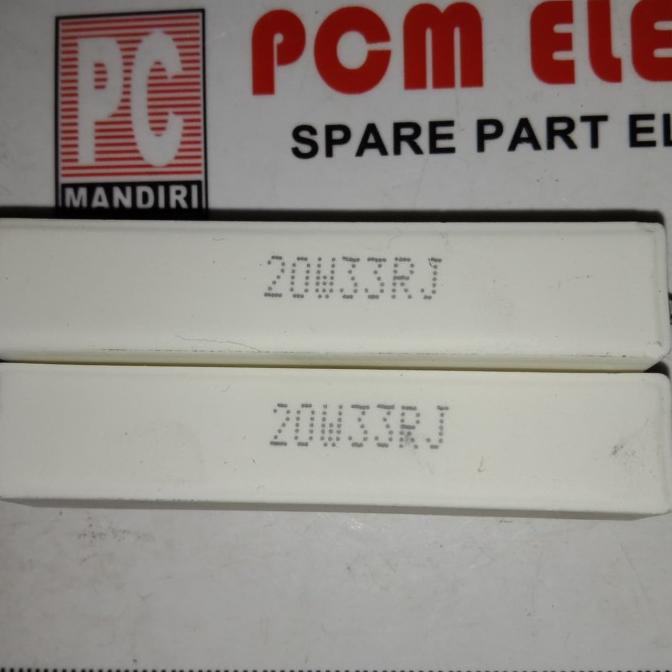 PC
MANDIRI
PCM ELE
SPARE PART EL
20W33RJ
20W33RJ